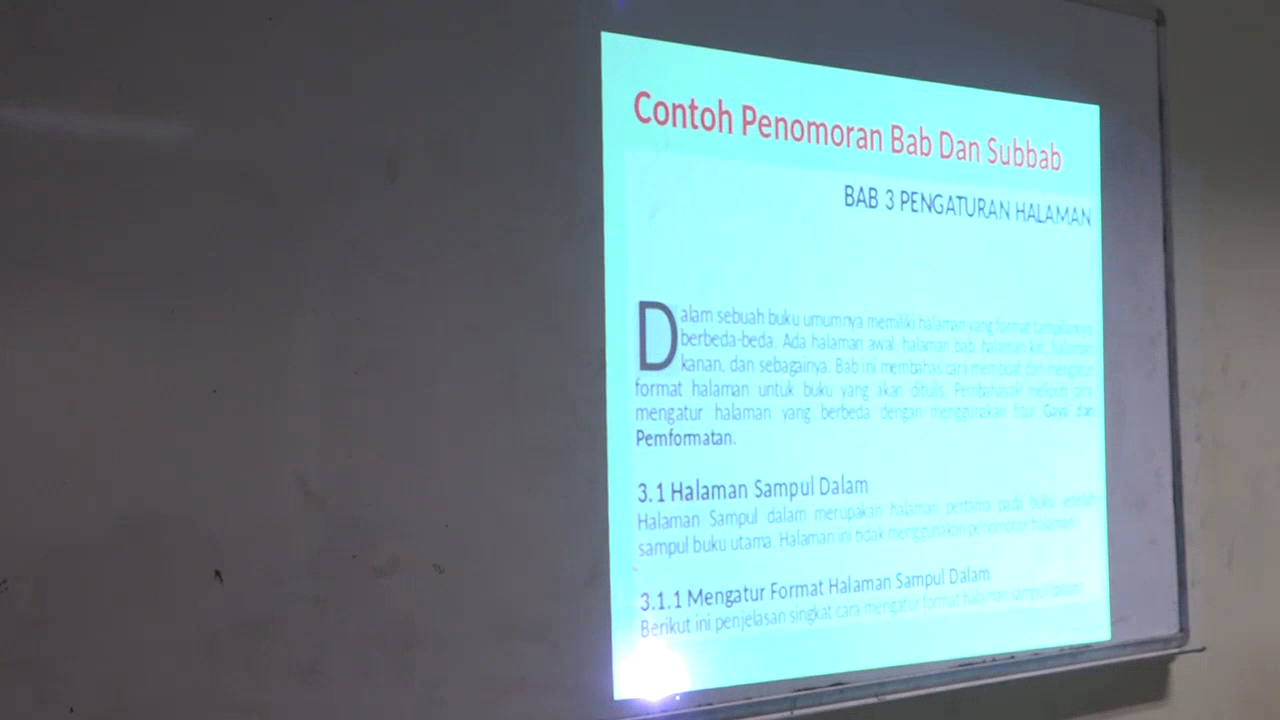 Contoh Penomoran Bab Dan Subbab
BAB 3 PENGATURAN HALAMAN
Dalam sebuah buku umumnya memiliki halaman yang format tampilannya
berbeda-beda. Ada halaman awal, halaman bab, halaman kiri, halaman
kanan, dan sebagainya. Bab ini membahas cara membuat dan mengatur
format halaman untuk buku yang akan ditulis. Pembahasan meliputi cara
mengatur halaman yang berbeda dengan menggunakan fitur Gaya dan
Pemformatan.
3.1 Halaman Sampul Dalam
Halaman Sampul dalam merupakan halaman pertama pada buku setelah
sampul buku utama. Halaman ini tidak menggunakan penomoran halaman.
3.1.1 Mengatur Format Halaman Sampul Dalam
Berikut ini penjelasan singkat cara mengatur format halaman sampul dalam